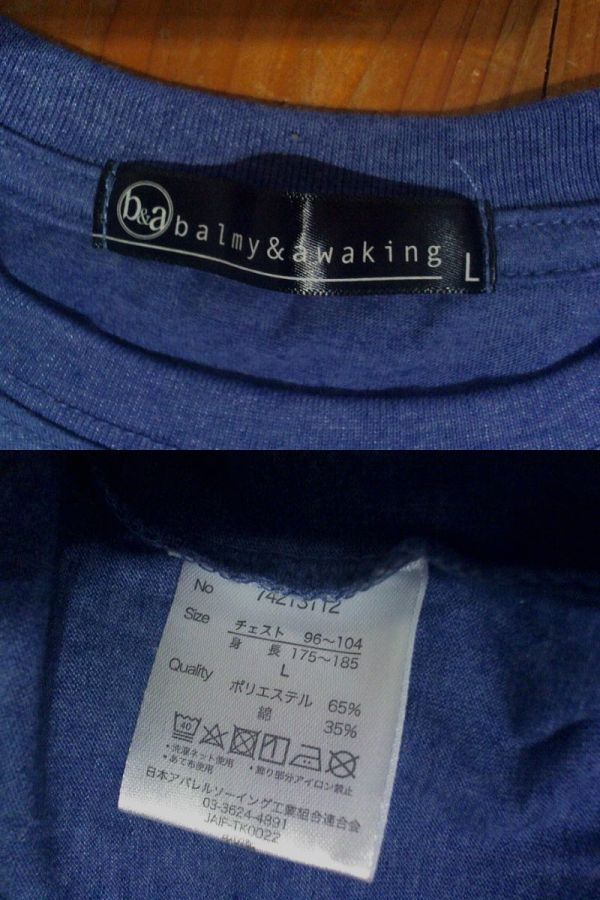 b&a balmy&awaking
L
No 74213112
Size
チェスト 96〜104
身長 175〜185
L
Quality
ポリエステル 65%
綿 35%
40
・洗濯ネット使用
・あて布使用 ・飾り部分アイロン禁止
日本アパレルソーイング工業組合連合会
03-3624-4891
JAIF-TK0022